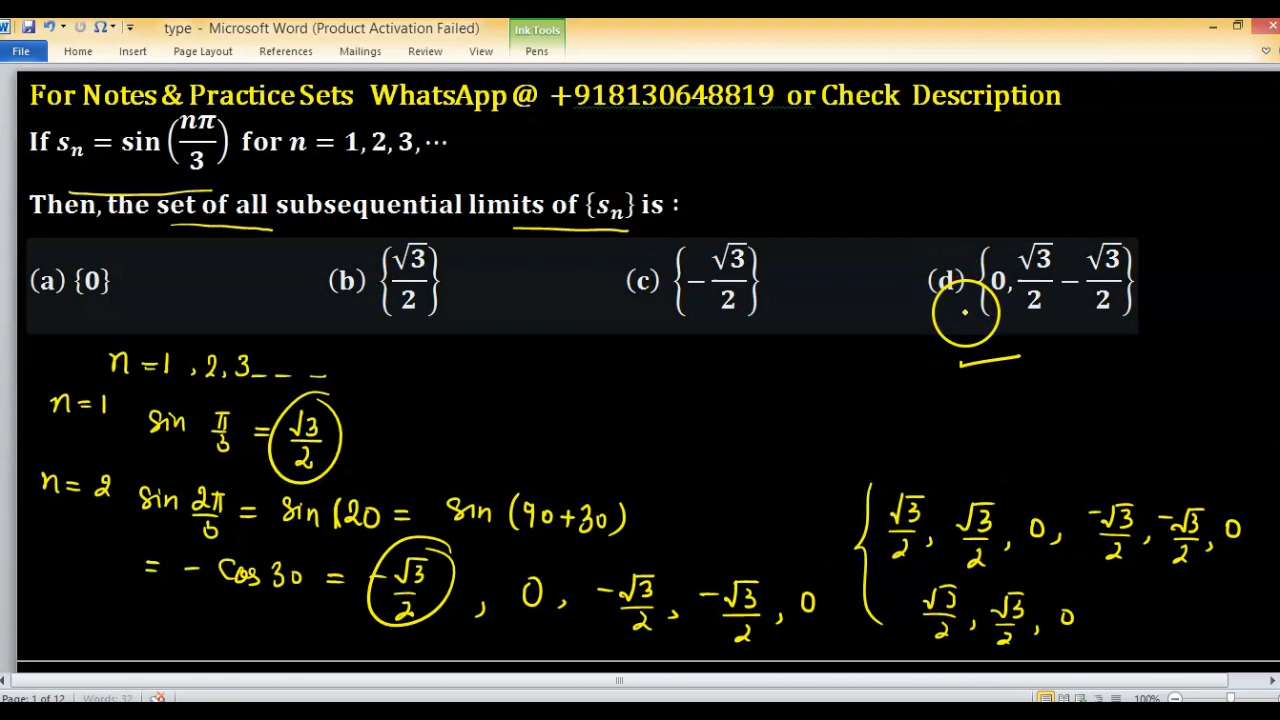 type - Microsoft Word (Product Activation Failed)
Ink Tools
File Home Insert Page Layout References Mailings Review View Pens
For Notes & Practice Sets WhatsApp@ +918130648819 or Check Description
If sₙ = sin(nπ/3) for n = 1, 2, 3, ⋯
Then, the set of all subsequential limits of {sₙ} is :
(a) {0} (b) {√3/2} (c) {-√3/2} (d) {0, √3/2 - √3/2}
n = 1, 2, 3 _ _ _
n = 1 sin π/3 = √3/2
n = 2 sin 2π/3 = sin 120 = sin (90+30)
= - cos 30 = -√3/2, 0, -√3/2, -√3/2, 0
{ √3/2, √3/2, 0, -√3/2, -√3/2, 0
√3/2, √3/2, 0
Page: 1 of 12 Words: 32 100%